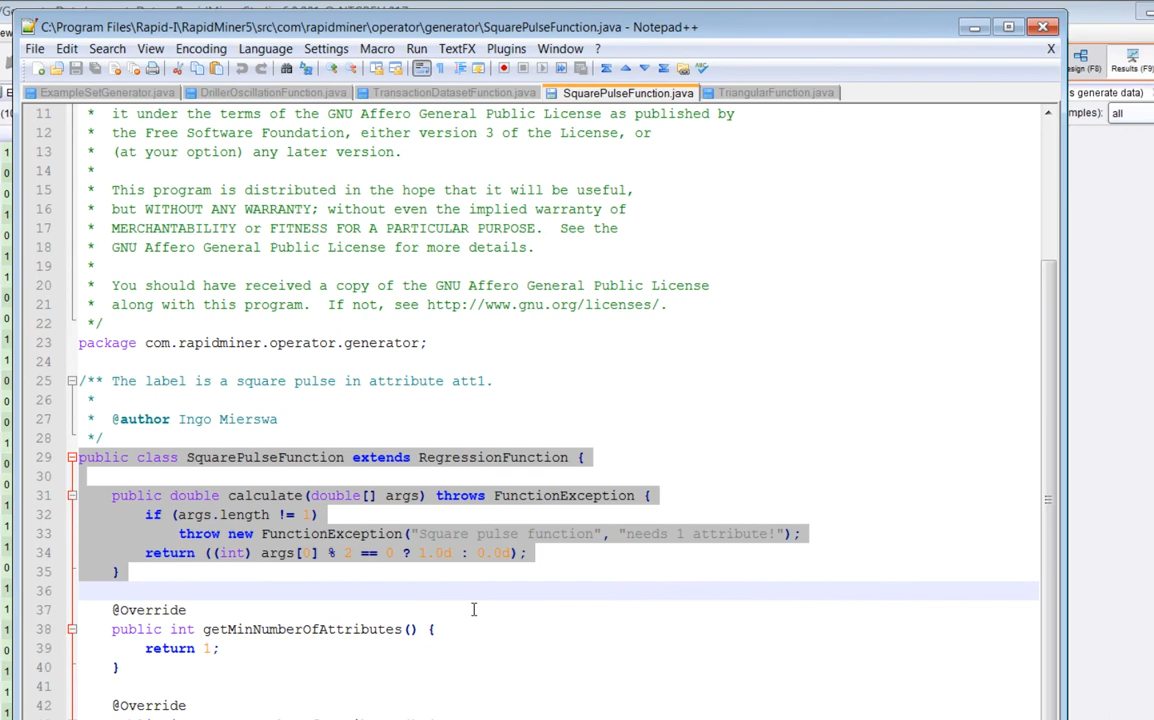 C:\Program Files\Rapid-I\RapidMiner5\src\com\rapidminer\operator\generator\SquarePulseFunction.java - Notepad++
File Edit Search View Encoding Language Settings Macro Run TextFX Plugins Window ? X
ExampleSetGenerator.java DrillerOscillationFunction.java TransactionDatasetFunction.java SquarePulseFunction.java TriangularFunction.java
11 * it under the terms of the GNU Affero General Public License as published by
12 * the Free Software Foundation, either version 3 of the License, or
13 * (at your option) any later version.
14 *
15 * This program is distributed in the hope that it will be useful,
16 * but WITHOUT ANY WARRANTY; without even the implied warranty of
17 * MERCHANTABILITY or FITNESS FOR A PARTICULAR PURPOSE.  See the
18 * GNU Affero General Public License for more details.
19 *
20 * You should have received a copy of the GNU Affero General Public License
21 * along with this program.  If not, see http://www.gnu.org/licenses/.
22 */
23 package com.rapidminer.operator.generator;
24
25 /** The label is a square pulse in attribute att1.
26 *
27 * @author Ingo Mierswa
28 */
29 public class SquarePulseFunction extends RegressionFunction {
30
31 public double calculate(double[] args) throws FunctionException {
32 if (args.length != 1)
33 throw new FunctionException("Square pulse function", "needs 1 attribute!");
34 return ((int) args[0] % 2 == 0 ? 1.0d : 0.0d);
35 }
36
37 @Override
38 public int getMinNumberOfAttributes() {
39 return 1;
40 }
41
42 @Override
esign (F8) Results (F9)
s generate data)
mples): all